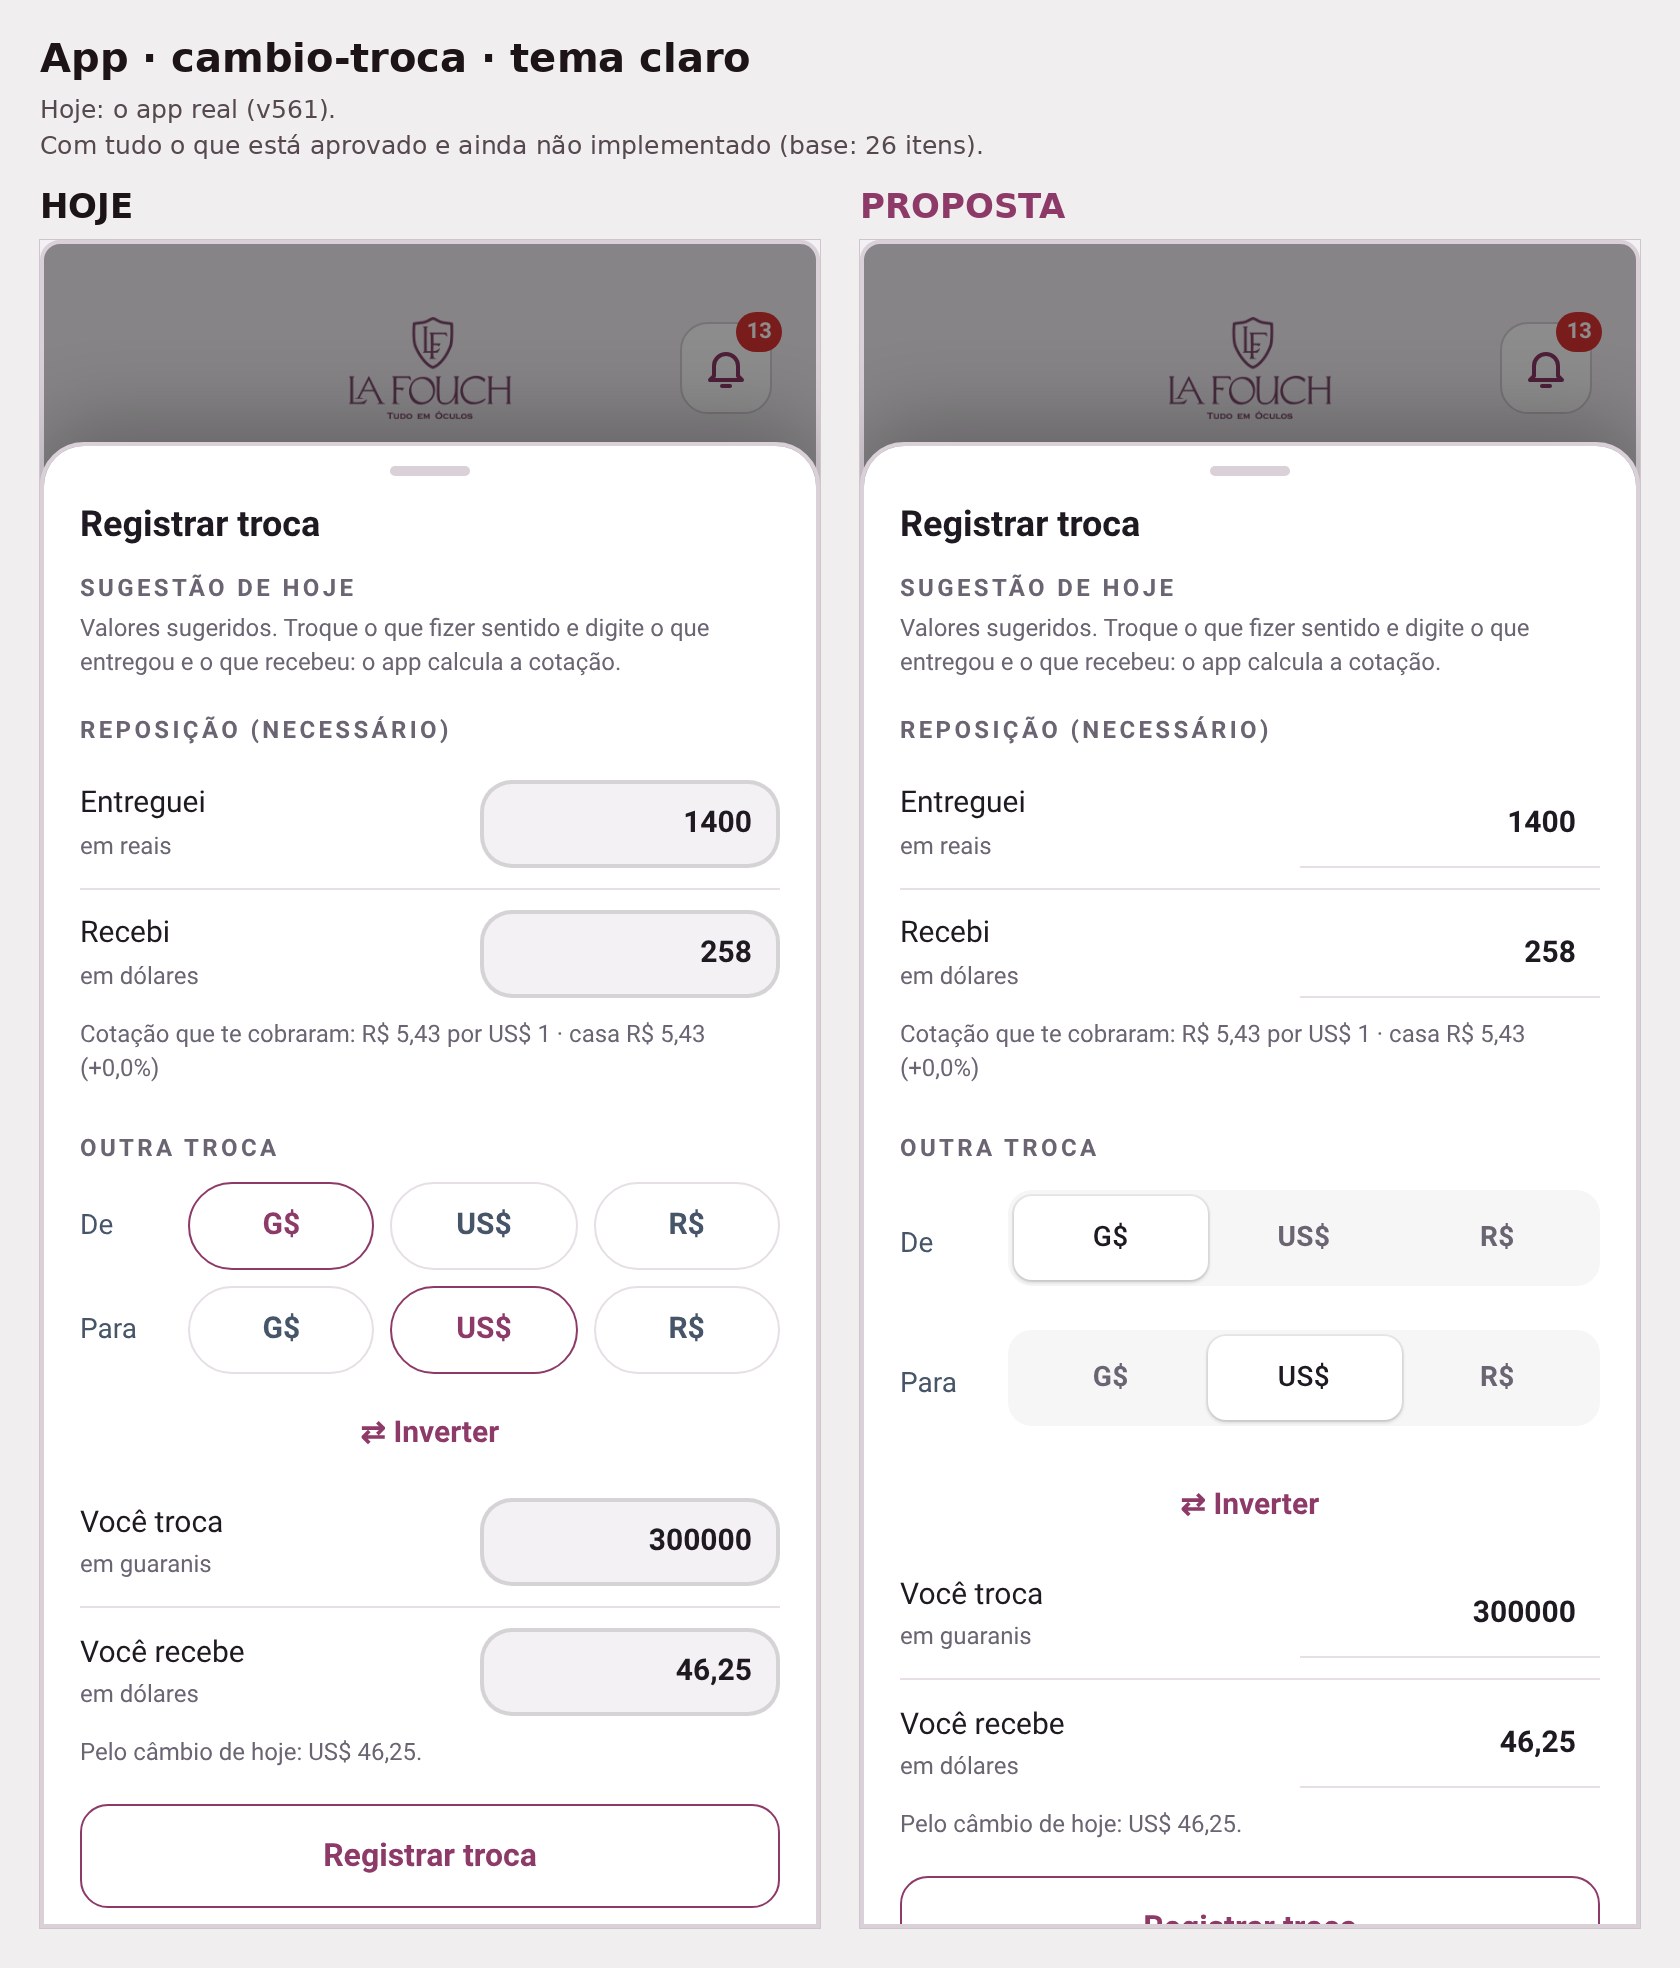 App · cambio-troca · tema claro
Hoje: o app real (v561).
Com tudo o que está aprovado e ainda não implementado (base: 26 itens).
HOJE
LF
LA FOUCH
Tudo em Óculos
13
Registrar troca
SUGESTÃO DE HOJE
Valores sugeridos. Troque o que fizer sentido e digite o que
entregou e o que recebeu: o app calcula a cotação.
REPOSIÇÃO (NECESSÁRIO)
Entreguei
em reais
1400
Recebi
em dólares
258
Cotação que te cobraram: R$ 5,43 por US$ 1 · casa R$ 5,43
(+0,0%)
OUTRA TROCA
De G$ US$ R$
Para G$ US$ R$
⇄ Inverter
Você troca
em guaranis
300000
Você recebe
em dólares
46,25
Pelo câmbio de hoje: US$ 46,25.
Registrar troca
PROPOSTA
LF
LA FOUCH
Tudo em Óculos
13
Registrar troca
SUGESTÃO DE HOJE
Valores sugeridos. Troque o que fizer sentido e digite o que
entregou e o que recebeu: o app calcula a cotação.
REPOSIÇÃO (NECESSÁRIO)
Entreguei
em reais
1400
Recebi
em dólares
258
Cotação que te cobraram: R$ 5,43 por US$ 1 · casa R$ 5,43
(+0,0%)
OUTRA TROCA
De G$ US$ R$
Para G$ US$ R$
⇄ Inverter
Você troca
em guaranis
300000
Você recebe
em dólares
46,25
Pelo câmbio de hoje: US$ 46,25.
Registrar troca